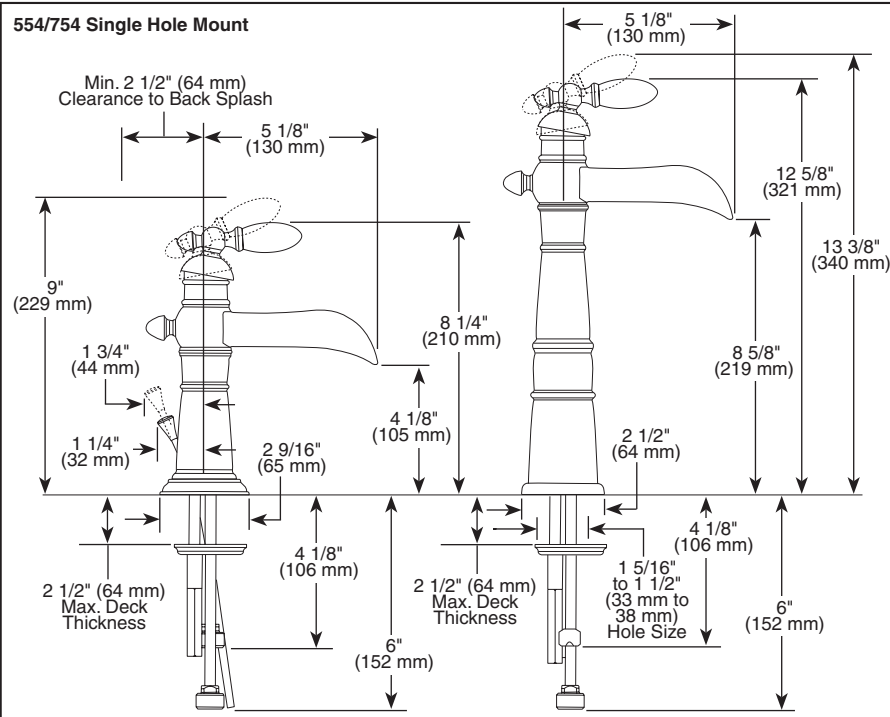 554/754 Single Hole Mount
Min. 2 1/2" (64 mm)
Clearance to Back Splash
5 1/8"
(130 mm)
9"
(229 mm)
8 1/4"
(210 mm)
1 3/4"
(44 mm)
1 1/4"
(32 mm)
2 9/16"
(65 mm)
4 1/8"
(105 mm)
2 1/2" (64 mm)
Max. Deck
Thickness
4 1/8"
(106 mm)
6"
(152 mm)
5 1/8"
(130 mm)
12 5/8"
(321 mm)
13 3/8"
(340 mm)
8 5/8"
(219 mm)
2 1/2"
(64 mm)
2 1/2" (64 mm)
Max. Deck
Thickness
1 5/16"
to 1 1/2"
(33 mm to
38 mm)
Hole Size
4 1/8"
(106 mm)
6"
(152 mm)